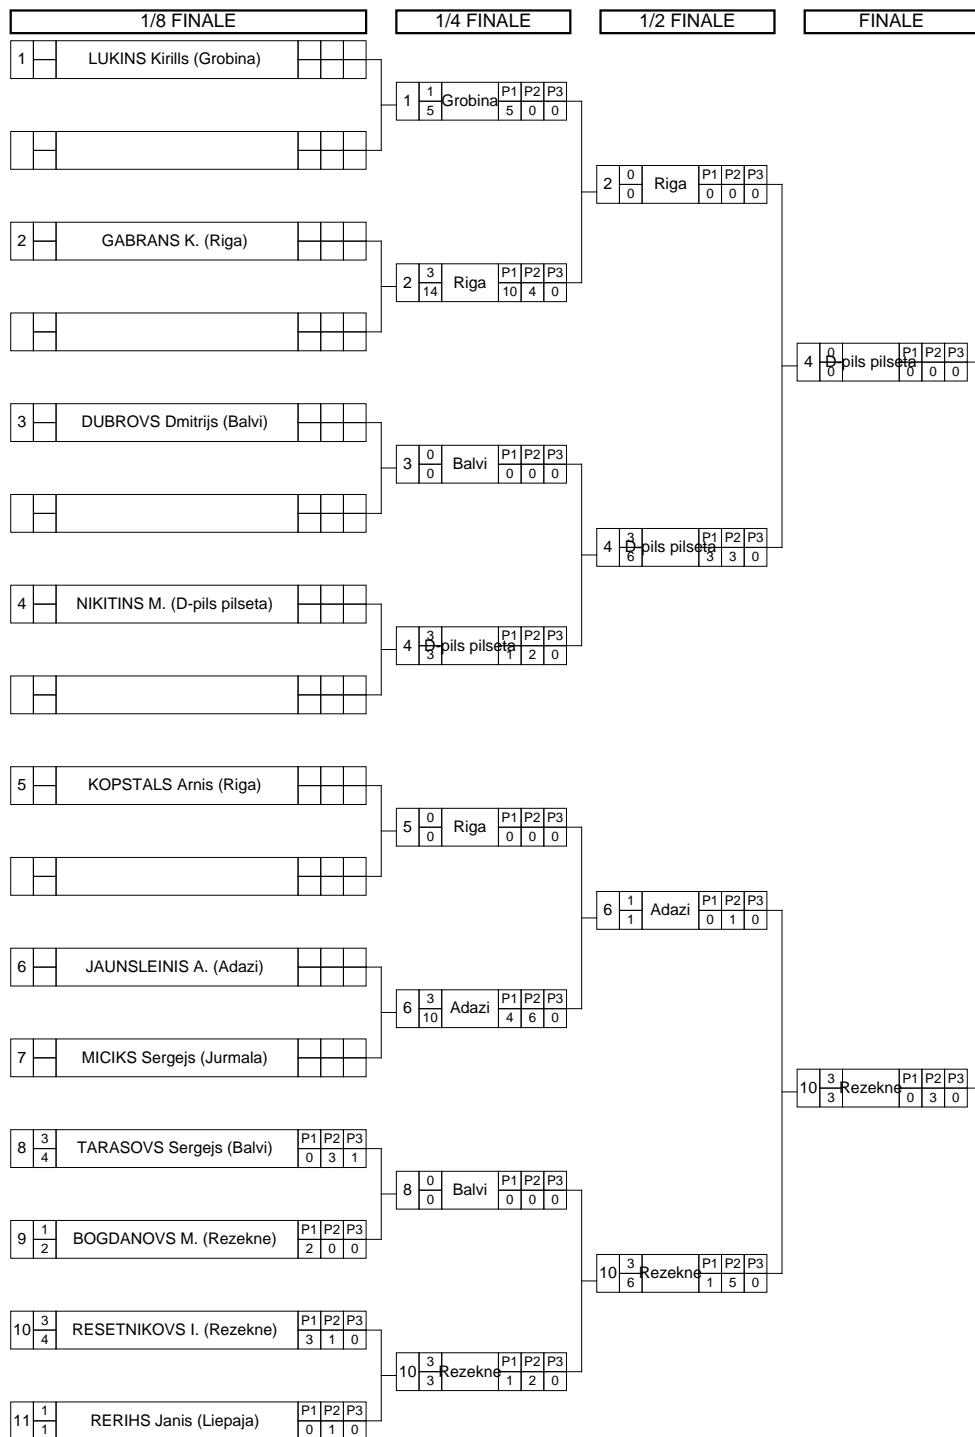 1/8 FINALE 1/4 FINALE 1/2 FINALE FINALE
1 LUKINS Kirills (Grobina)
1 1 5 Grobina P1 P2 P3 5 0 0
2 0 0 Riga P1 P2 P3 0 0 0
2 GABRANS K. (Riga)
2 3 14 Riga P1 P2 P3 10 4 0
4 0 0 D-pils pilseta P1 P2 P3 0 0 0
3 DUBROVS Dmitrijs (Balvi)
3 0 0 Balvi P1 P2 P3 0 0 0
4 3 6 D-pils pilseta P1 P2 P3 3 3 0
4 NIKITINS M. (D-pils pilseta)
4 3 3 D-pils pilseta P1 P2 P3 1 2 0
5 KOPSTALS Arnis (Riga)
5 0 0 Riga P1 P2 P3 0 0 0
6 1 1 Adazi P1 P2 P3 0 1 0
6 JAUNSLEINIS A. (Adazi)
6 3 10 Adazi P1 P2 P3 4 6 0
7 MICIKS Sergejs (Jurmala)
10 3 3 Rezekne P1 P2 P3 0 3 0
8 3 4 TARASOVS Sergejs (Balvi) P1 P2 P3 0 3 1
8 0 0 Balvi P1 P2 P3 0 0 0
9 1 2 BOGDANOVS M. (Rezekne) P1 P2 P3 2 0 0
10 3 6 Rezekne P1 P2 P3 1 5 0
10 3 4 RESETNIKOVS I. (Rezekne) P1 P2 P3 3 1 0
10 3 3 Rezekne P1 P2 P3 1 2 0
11 1 1 RERIHS Janis (Liepaja) P1 P2 P3 0 1 0